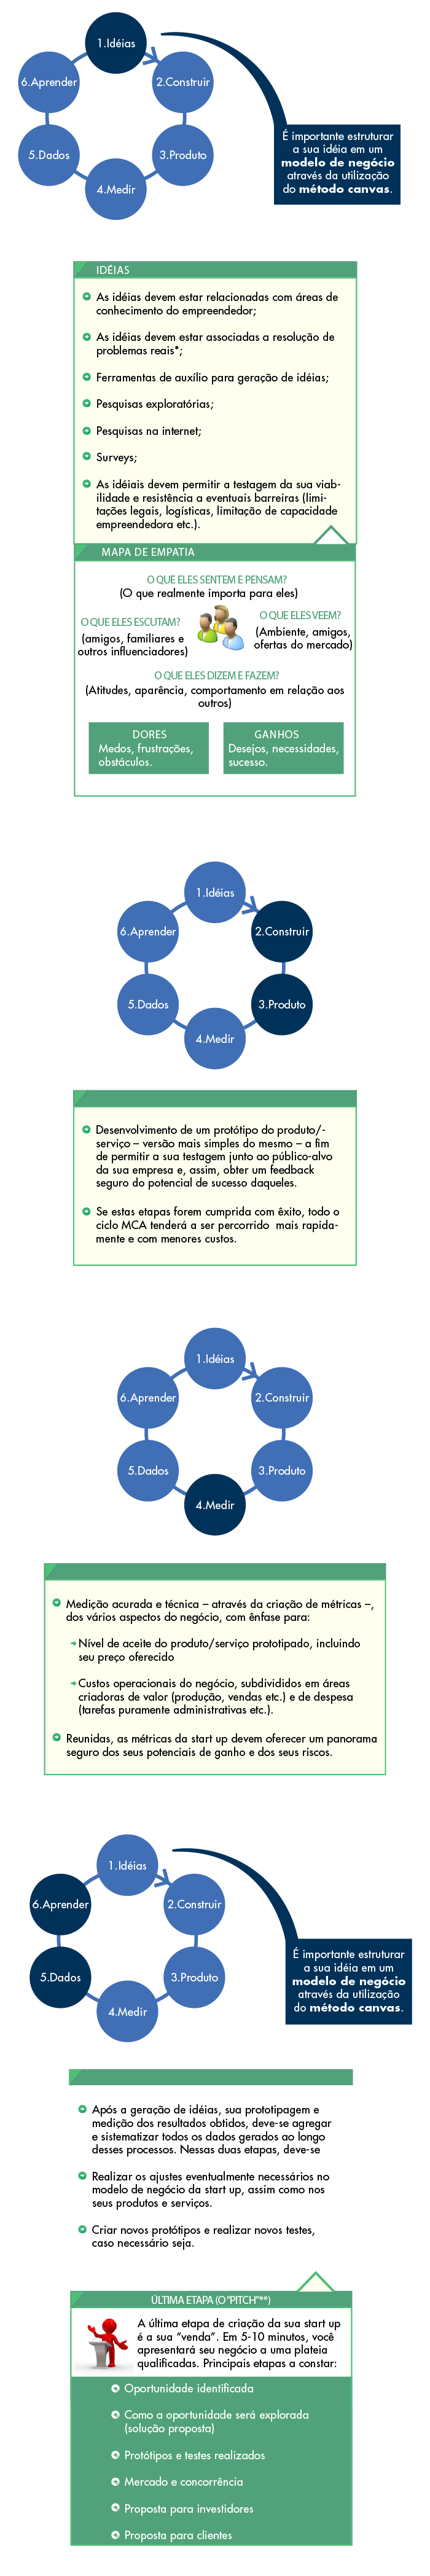 1.Idéias
2.Construir
3.Produto
4.Medir
5.Dados
6.Aprender
É importante estruturar
a sua idéia em um
modelo de negócio
através da utilização
do método canvas.
IDÉIAS
As idéias devem estar relacionadas com áreas de
conhecimento do empreendedor;
As idéias devem estar associadas a resolução de
problemas reais*;
Ferramentas de auxílio para geração de idéias;
Pesquisas exploratórias;
Pesquisas na internet;
Surveys;
As idéiais devem permitir a testagem da sua viab-
ilidade e resistência a eventuais barreiras (limi-
tações legais, logísticas, limitação de capacidade
empreendedora etc.).
MAPA DE EMPATIA
O QUE ELES SENTEM E PENSAM?
(O que realmente importa para eles)
O QUE ELES ESCUTAM?
(amigos, familiares e
outros influenciadores)
O QUE ELES VEEM?
(Ambiente, amigos,
ofertas do mercado)
O QUE ELES DIZEM E FAZEM?
(Atitudes, aparência, comportamento em relação aos
outros)
DORES
Medos, frustrações,
obstáculos.
GANHOS
Desejos, necessidades,
sucesso.
1.Idéias
2.Construir
3.Produto
4.Medir
5.Dados
6.Aprender
Desenvolvimento de um protótipo do produto/-
serviço – versão mais simples do mesmo – a fim
de permitir a sua testagem junto ao público-alvo
da sua empresa e, assim, obter um feedback
seguro do potencial de sucesso daqueles.
Se estas etapas forem cumprida com êxito, todo o
ciclo MCA tenderá a ser percorrido mais rapida-
mente e com menores custos.
1.Idéias
2.Construir
3.Produto
4.Medir
5.Dados
6.Aprender
Medição acurada e técnica – através da criação de métricas –,
dos vários aspectos do negócio, com ênfase para:
Nível de aceite do produto/serviço prototipado, incluindo
seu preço oferecido
Custos operacionais do negócio, subdivididos em áreas
criadoras de valor (produção, vendas etc.) e de despesa
(tarefas puramente administrativas etc.).
Reunidas, as métricas da start up devem oferecer um panorama
seguro dos seus potenciais de ganho e dos seus riscos.
1.Idéias
2.Construir
3.Produto
4.Medir
5.Dados
6.Aprender
É importante estruturar
a sua idéia em um
modelo de negócio
através da utilização
do método canvas.
Após a geração de idéias, sua prototipagem e
medição dos resultados obtidos, deve-se agregar
e sistematizar todos os dados gerados ao longo
desses processos. Nessas duas etapas, deve-se
Realizar os ajustes eventualmente necessários no
modelo de negócio da start up, assim como nos
seus produtos e serviços.
Criar novos protótipos e realizar novos testes,
caso necessário seja.
ÚLTIMA ETAPA (O "PITCH"**)
A última etapa de criação da sua start up
é a sua "venda". Em 5-10 minutos, você
apresentará seu negócio a uma plateia
qualificadas. Principais etapas a constar:
Oportunidade identificada
Como a oportunidade será explorada
(solução proposta)
Protótipos e testes realizados
Mercado e concorrência
Proposta para investidores
Proposta para clientes